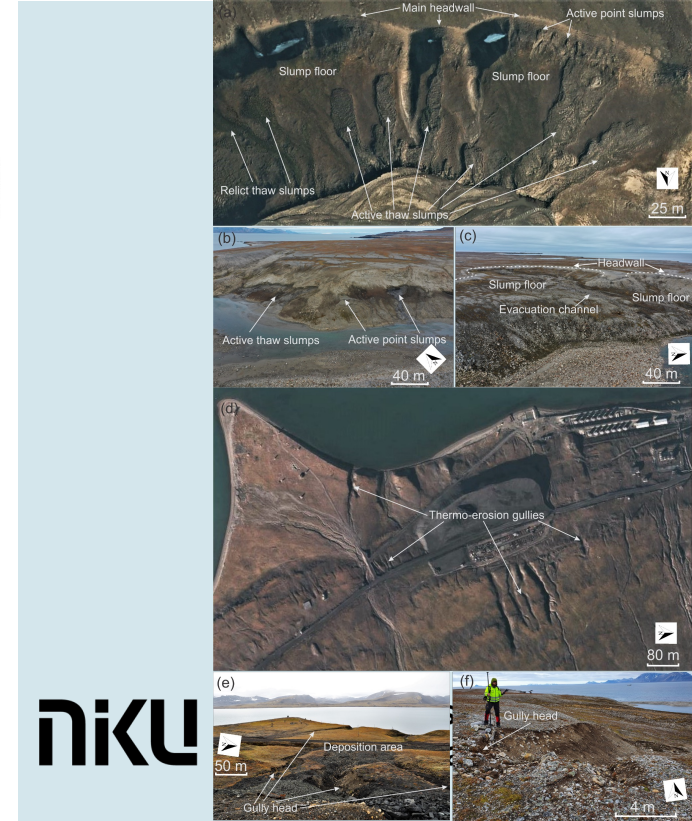 Main headwall
Active point slumps
Slump floor
Slump floor
Relict thaw slumps
Active thaw slumps
25 m
(b)
Active thaw slumps
Active point slumps
40 m
(c)
Headwall
Slump floor
Slump floor
Evacuation channel
40 m
(d)
Thermo-erosion gullies
80 m
(e)
Deposition area
50 m
Gully head
(f)
Gully head
4 m
NIKU